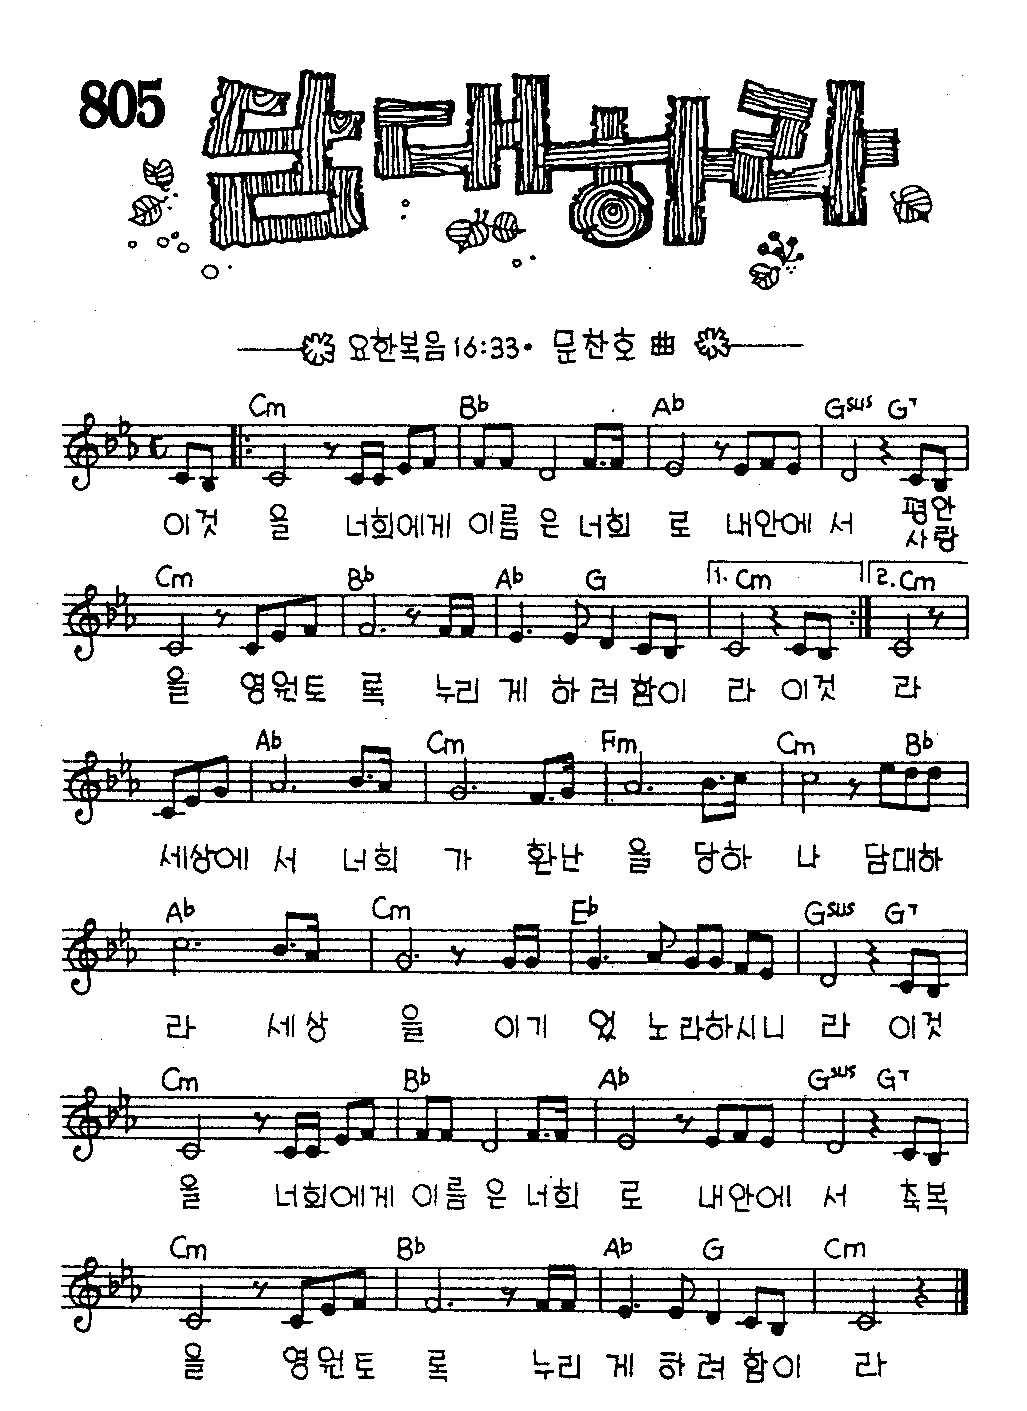 805 담대하라
요한복음 16:33 • 문찬호 曲
Cm Bb Ab Gsus G7
이것 을 너희에게 이름 은 너희 로 내안에 서 평안
사랑
Cm Bb Ab G 1. Cm 2. Cm
을 영원토 록 누리 게 하 려 함이 라 이것 라
Ab Cm Fm Cm Bb
세상에 서 너희 가 환난 을 당하 나 담대하
Ab Cm Eb Gsus G7
라 세 상 을 이기 었 노 라하시니 라 이것
Cm Bb Ab Gsus G7
을 너희에게 이름 은 너희 로 내안에 서 축복
Cm Bb Ab G Cm
을 영원토 록 누리 게 하 려 함이 라